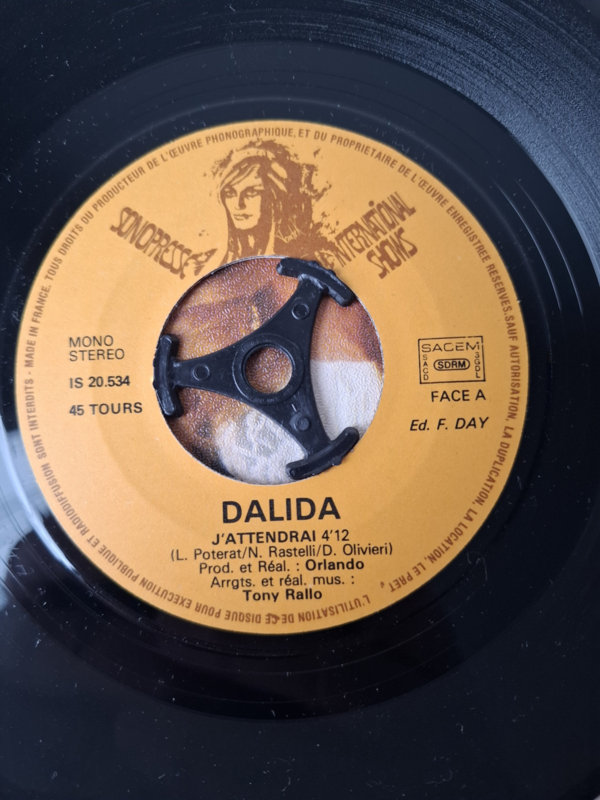 TOUS DROITS DU PRODUCTEUR DE L'ŒUVRE PHONOGRAPHIQUE, ET DU PROPRIETAIRE DE L'ŒUVRE ENREGISTREE RESERVES. SAUF AUTORISATION, LA DUPLICATION, LA LOCATION, LE PRET, L'UTILISATION DE CE DISQUE POUR EXECUTION PUBLIQUE ET RADIODIFFUSION SONT INTERDITS - MADE IN FRANCE.
SONOPRESSE
INTERNATIONAL
SHOWS
MONO
STEREO
IS 20.534
45 TOURS
SACEM
SACD
SDRM
SGDL
FACE A
Ed. F. DAY
DALIDA
J'ATTENDRAI 4'12
(L. Poterat/N. Rastelli/D. Olivieri)
Prod. et Réal. : Orlando
Arrgts. et réal. mus. :
Tony Rallo